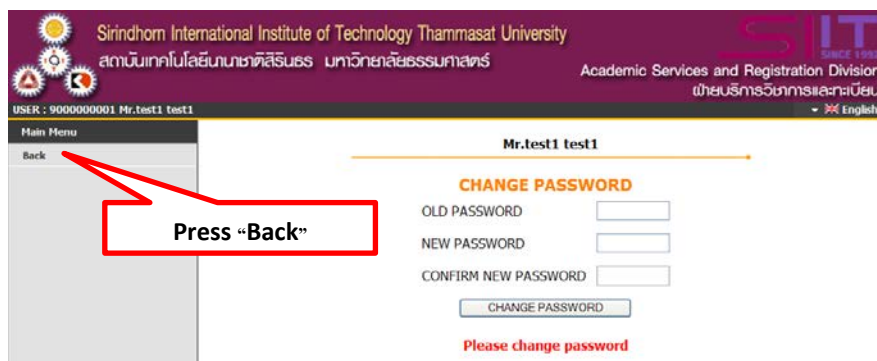 Sirindhorn International Institute of Technology Thammasat University
สถาบันเทคโนโลยีนานาชาติสิรินธร มหาวิทยาลัยธรรมศาสตร์
SIIT
SINCE 1992
Academic Services and Registration Division
ฝ่ายบริการวิชาการและทะเบียน
USER : 9000000001 Mr.test1 test1
English
Main Menu
Back
Mr.test1 test1
CHANGE PASSWORD
OLD PASSWORD
Press “Back”
NEW PASSWORD
CONFIRM NEW PASSWORD
CHANGE PASSWORD
Please change password